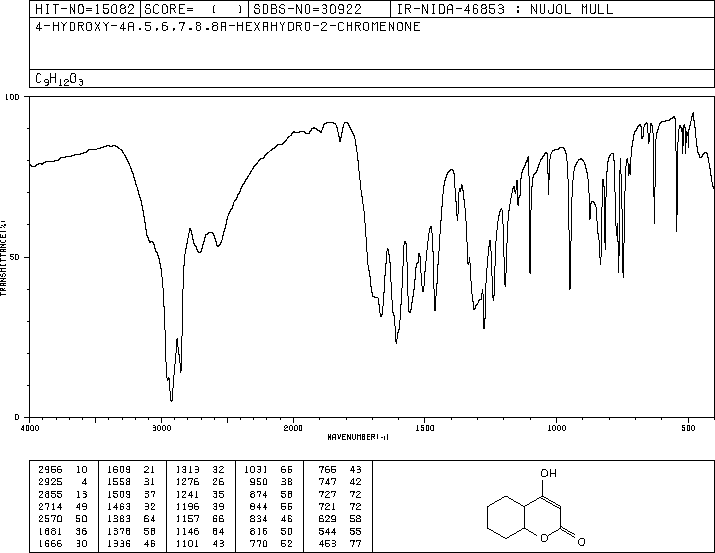 HIT-NO=15082 SCORE= ( ) SDBS-NO=30922 IR-NIDA-46853 : NUJOL MULL
4-HYDROXY-4A,5,6,7,8,8A-HEXAHYDRO-2-CHROMENONE
C9H12O3
100
50
0
TRANSMITTANCE(%)
4000 3000 2000 1500 1000 500
WAVENUMBER(-1)
2956 10 1609 21 1313 32 1031 66 766 43
2925 4 1558 31 1276 26 950 38 747 42
2855 13 1509 37 1241 35 874 58 727 72
2714 49 1463 32 1196 39 844 55 721 72
2570 50 1383 64 1157 66 834 46 629 58
1681 36 1378 58 1146 64 816 50 544 55
1666 30 1336 46 1101 43 770 52 453 77
OH
O
O